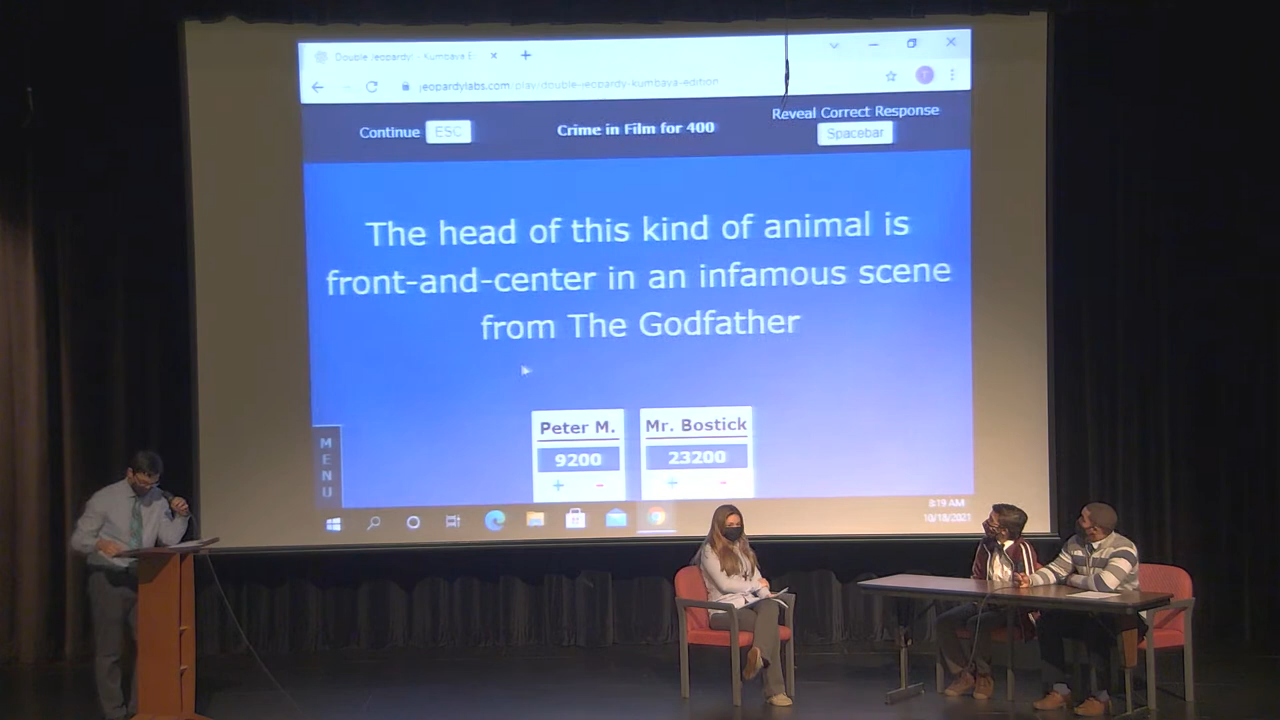 Double Jeopardy! - Kumbaya E
jeopardylabs.com/play/double-jeopardy-kumbaya-edition
T
Continue ESC
Crime in Film for 400
Reveal Correct Response
Spacebar
The head of this kind of animal is
front-and-center in an infamous scene
from The Godfather
MENU
Peter M.
9200
+ -
Mr. Bostick
23200
+ -
8:19 AM
10/18/2021